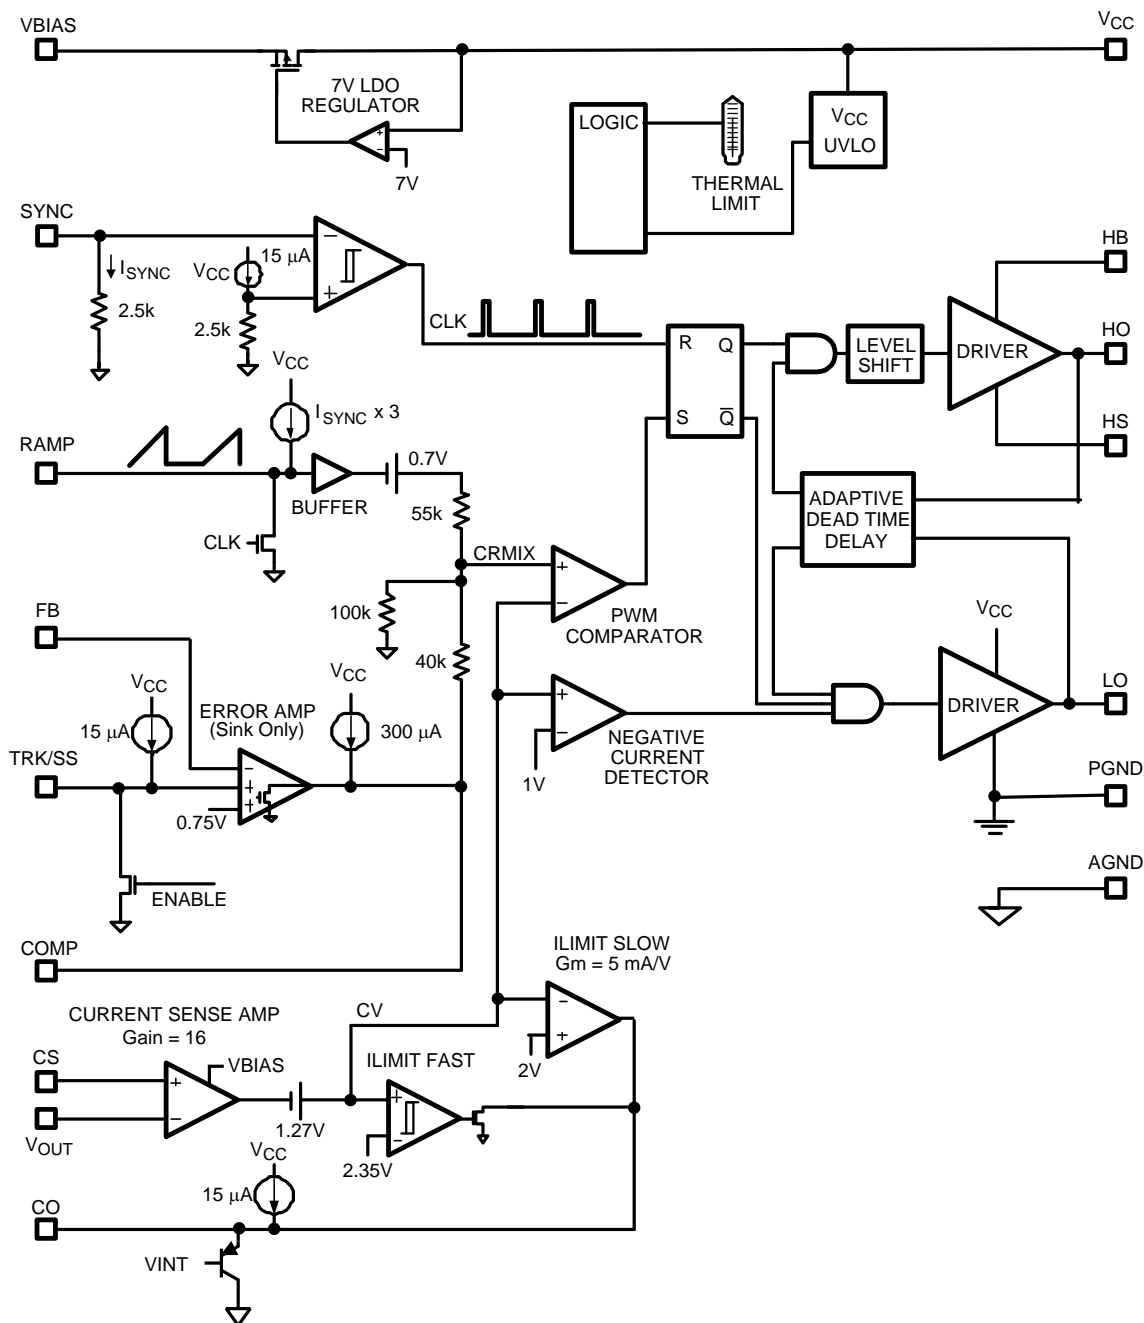 VBIAS
VCC
7V LDO
REGULATOR
+
−
7V
LOGIC
THERMAL
LIMIT
VCC
UVLO
SYNC
ISYNC
2.5k
VCC
15 µA
−
+
2.5k
CLK
R
Q
S
Q̅
LEVEL
SHIFT
DRIVER
HB
HO
HS
VCC
ISYNC x 3
RAMP
BUFFER
0.7V
55k
CLK
CRMIX
+
−
PWM
COMPARATOR
ADAPTIVE
DEAD TIME
DELAY
100k
FB
40k
VCC
15 µA
ERROR AMP
(Sink Only)
VCC
300 µA
TRK/SS
−
+
+
0.75V
+
−
1V
NEGATIVE
CURRENT
DETECTOR
VCC
DRIVER
LO
PGND
AGND
ENABLE
COMP
ILIMIT SLOW
Gm = 5 mA/V
−
+
2V
CURRENT SENSE AMP
Gain = 16
CV
CS
+
−
VBIAS
VOUT
1.27V
ILIMIT FAST
+
−
2.35V
VCC
15 µA
CO
VINT